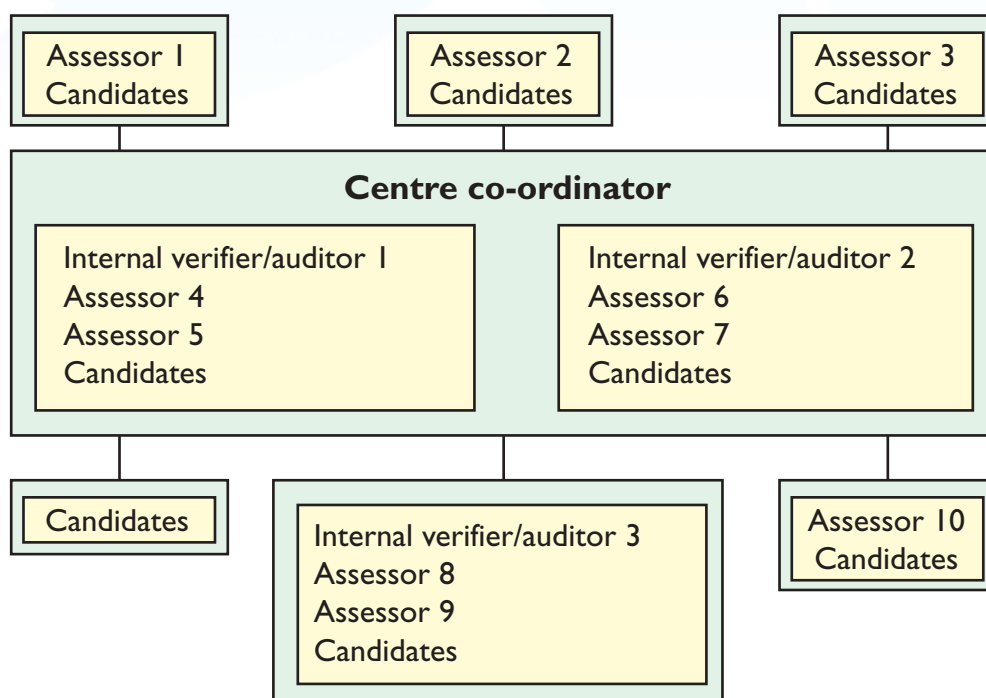 Assessor 1
Candidates
Assessor 2
Candidates
Assessor 3
Candidates
Centre co-ordinator
Internal verifier/auditor 1
Assessor 4
Assessor 5
Candidates
Internal verifier/auditor 2
Assessor 6
Assessor 7
Candidates
Candidates
Internal verifier/auditor 3
Assessor 8
Assessor 9
Candidates
Assessor 10
Candidates